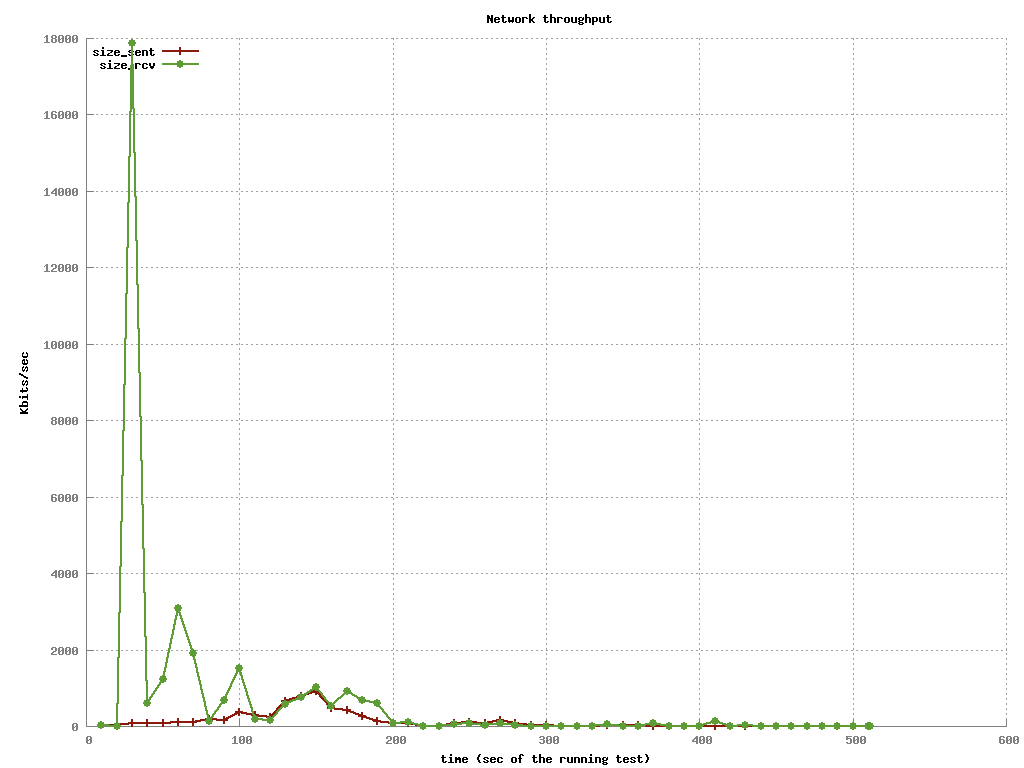 Network throughput
18000
size_sent
size_rcv
16000
14000
12000
10000
Kbits/sec
8000
6000
4000
2000
0
0 100 200 300 400 500 600
time (sec of the running test)